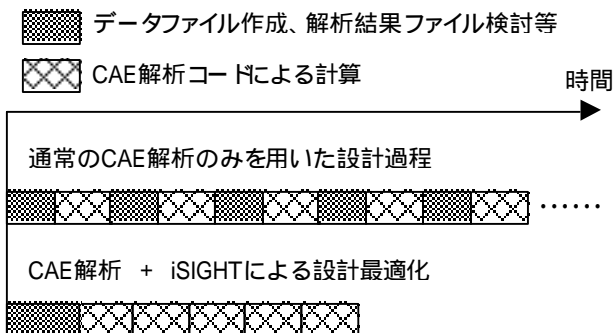 データファイル作成、解析結果ファイル検討等
CAE解析コードによる計算
時間
通常のCAE解析のみを用いた設計過程
……
CAE解析 + iSIGHTによる設計最適化